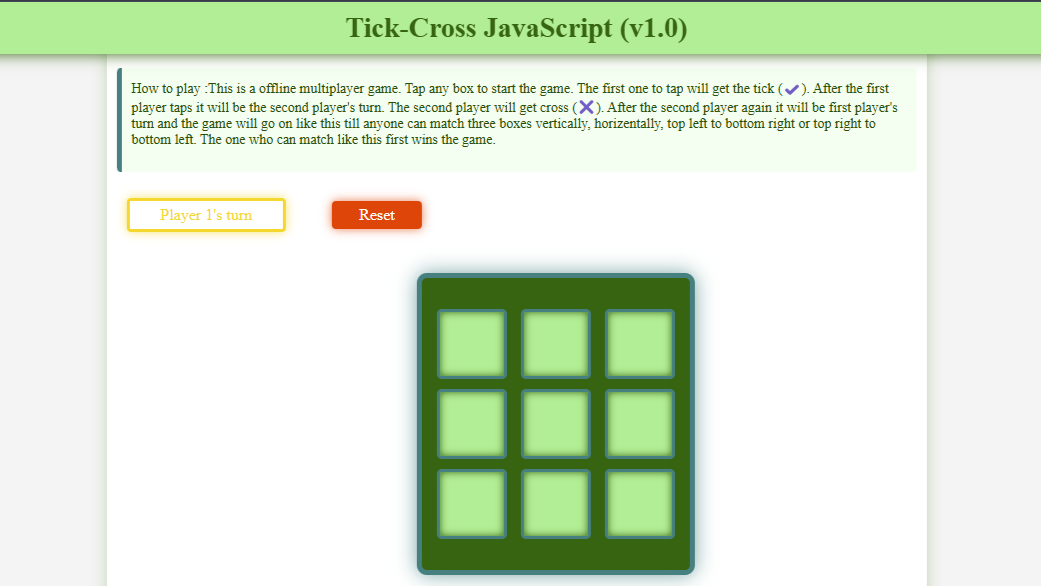 Tick-Cross JavaScript (v1.0)
How to play :This is a offline multiplayer game. Tap any box to start the game. The first one to tap will get the tick (✔). After the first
player taps it will be the second player's turn. The second player will get cross (✕). After the second player again it will be first player's
turn and the game will go on like this till anyone can match three boxes vertically, horizentally, top left to bottom right or top right to
bottom left. The one who can match like this first wins the game.
Player 1's turn
Reset